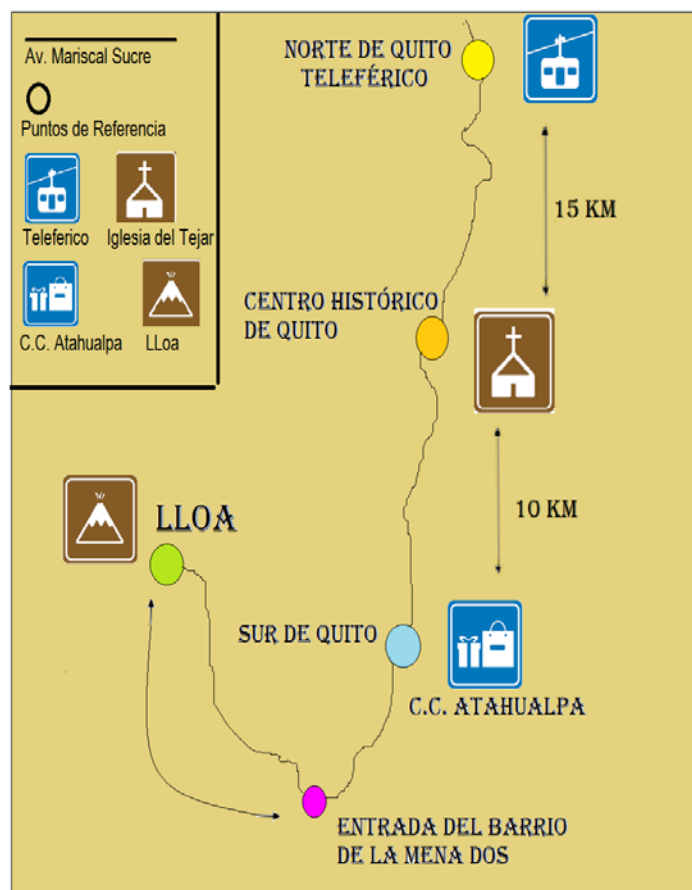 Av. Mariscal Sucre
Puntos de Referencia
Teleferico
Iglesia del Tejar
C.C. Atahualpa
LLoa
NORTE DE QUITO
TELEFÉRICO
15 KM
CENTRO HISTÓRICO
DE QUITO
10 KM
LLOA
SUR DE QUITO
C.C. ATAHUALPA
ENTRADA DEL BARRIO
DE LA MENA DOS